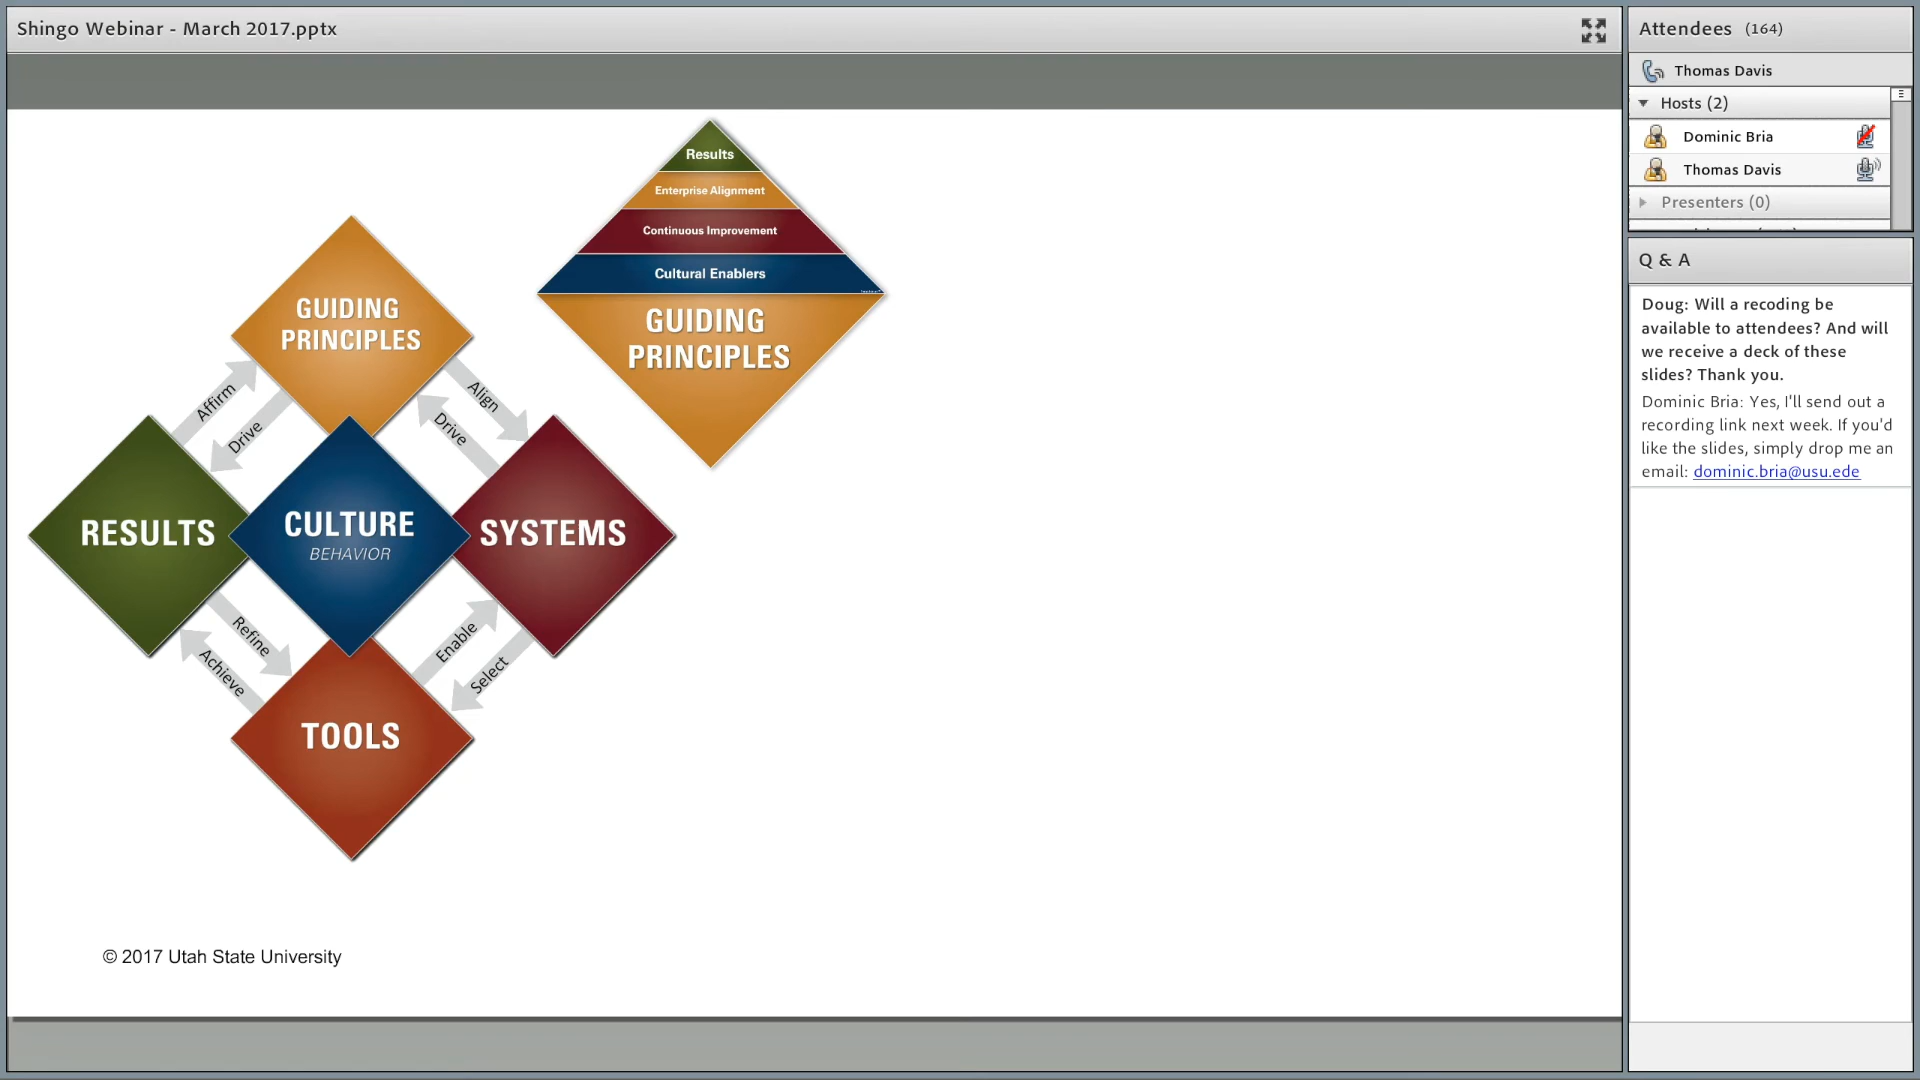 Shingo Webinar - March 2017.pptx
Results
Enterprise Alignment
Continuous Improvement
Cultural Enablers
GUIDING
PRINCIPLES
GUIDING
PRINCIPLES
Affirm
Drive
Align
Drive
RESULTS
CULTURE
BEHAVIOR
SYSTEMS
Refine
Achieve
Enable
Select
TOOLS
© 2017 Utah State University
Attendees (164)
Thomas Davis
Hosts (2)
Dominic Bria
Thomas Davis
Presenters (0)
Q & A
Doug: Will a recoding be
available to attendees? And will
we receive a deck of these
slides? Thank you.
Dominic Bria: Yes, I'll send out a
recording link next week. If you'd
like the slides, simply drop me an
email: dominic.bria@usu.ede